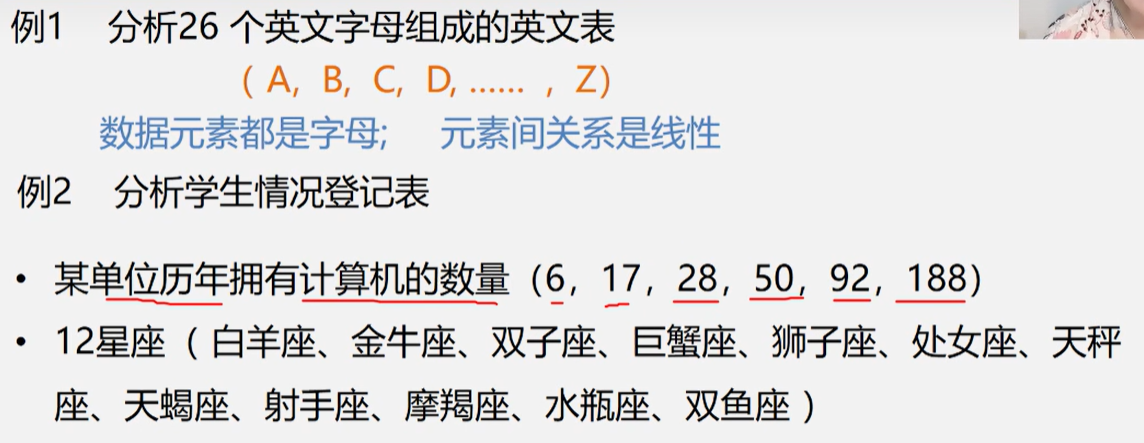 例1 分析26 个英文字母组成的英文表
( A, B, C, D, …… , Z)
数据元素都是字母; 元素间关系是线性
例2 分析学生情况登记表
• 某单位历年拥有计算机的数量（6，17，28，50，92，188）
• 12星座（ 白羊座、金牛座、双子座、巨蟹座、狮子座、处女座、天秤
座、天蝎座、射手座、摩羯座、水瓶座、双鱼座 ）